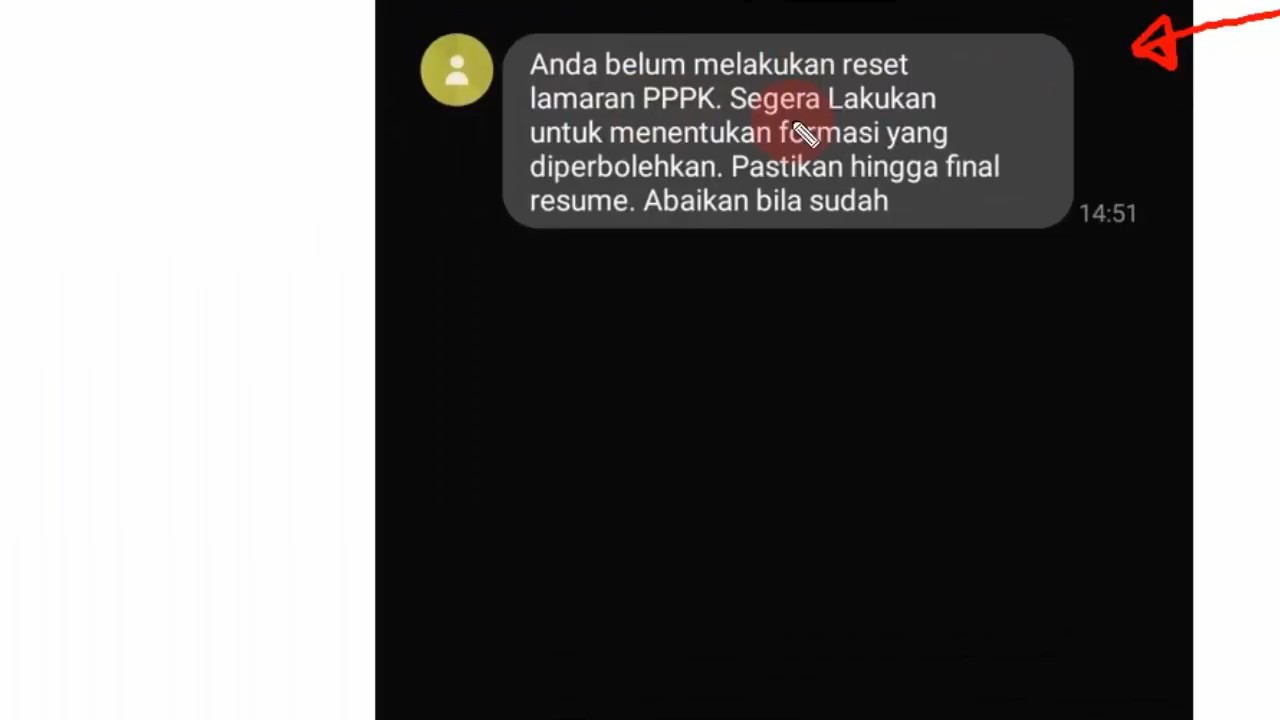 Anda belum melakukan reset
lamaran PPPK. Segera Lakukan
untuk menentukan formasi yang
diperbolehkan. Pastikan hingga final
resume. Abaikan bila sudah
14:51